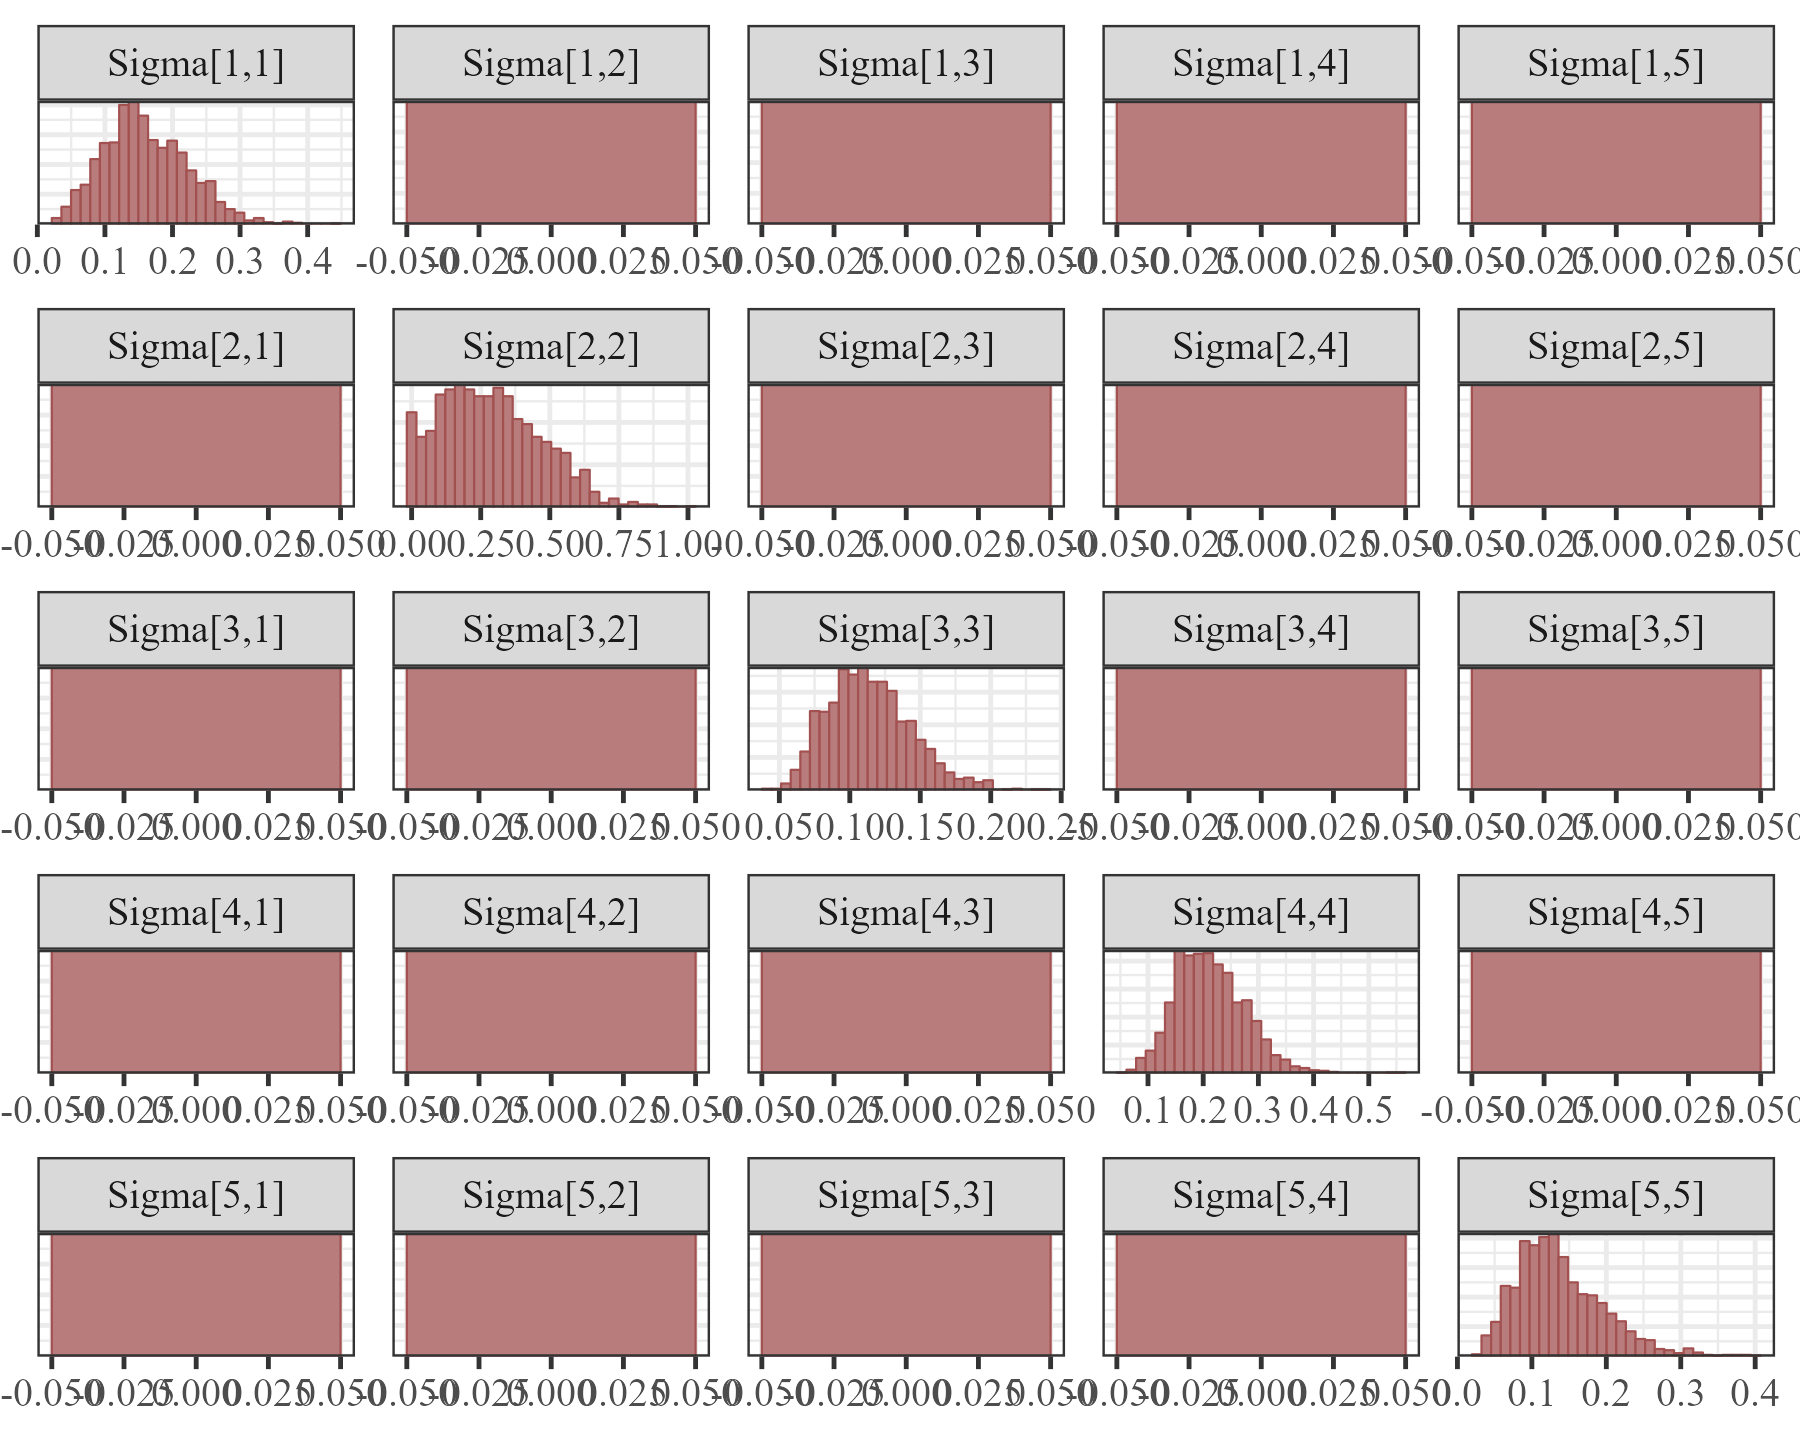 Sigma[1,1] Sigma[1,2] Sigma[1,3] Sigma[1,4] Sigma[1,5]
0.0 0.1 0.2 0.3 0.4 -0.050 -0.025 0.000 0.025 0.050 -0.050 -0.025 0.000 0.025 0.050 -0.050 -0.025 0.000 0.025 0.050 -0.050 -0.025 0.000 0.025 0.050
Sigma[2,1] Sigma[2,2] Sigma[2,3] Sigma[2,4] Sigma[2,5]
-0.050 -0.025 0.000 0.025 0.050 0.00 0.25 0.50 0.75 1.00 -0.050 -0.025 0.000 0.025 0.050 -0.050 -0.025 0.000 0.025 0.050 -0.050 -0.025 0.000 0.025 0.050
Sigma[3,1] Sigma[3,2] Sigma[3,3] Sigma[3,4] Sigma[3,5]
-0.050 -0.025 0.000 0.025 0.050 -0.050 -0.025 0.000 0.025 0.050 0.05 0.10 0.15 0.20 0.25 -0.050 -0.025 0.000 0.025 0.050 -0.050 -0.025 0.000 0.025 0.050
Sigma[4,1] Sigma[4,2] Sigma[4,3] Sigma[4,4] Sigma[4,5]
-0.050 -0.025 0.000 0.025 0.050 -0.050 -0.025 0.000 0.025 0.050 -0.050 -0.025 0.000 0.025 0.050 0.1 0.2 0.3 0.4 0.5 -0.050 -0.025 0.000 0.025 0.050
Sigma[5,1] Sigma[5,2] Sigma[5,3] Sigma[5,4] Sigma[5,5]
-0.050 -0.025 0.000 0.025 0.050 -0.050 -0.025 0.000 0.025 0.050 -0.050 -0.025 0.000 0.025 0.050 -0.050 -0.025 0.000 0.025 0.050 0.0 0.1 0.2 0.3 0.4